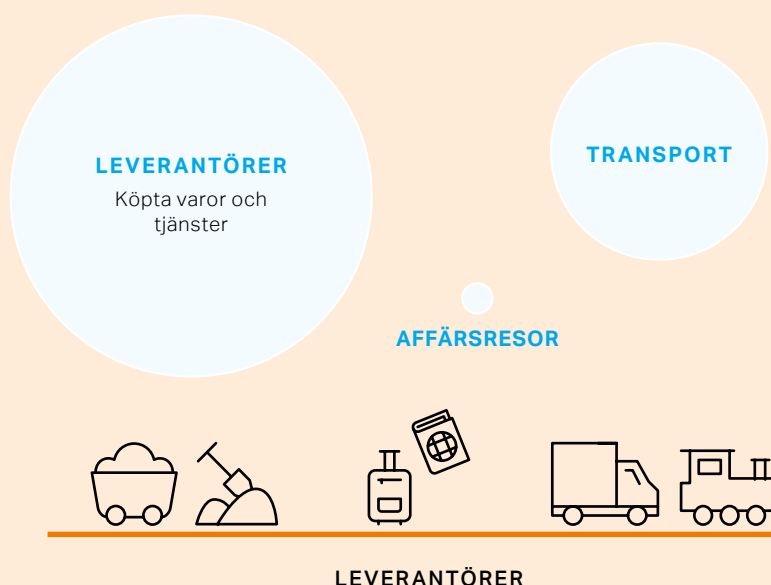 LEVERANTÖRER
Köpta varor och
tjänster
TRANSPORT
AFFÄRSRESOR
LEVERANTÖRER